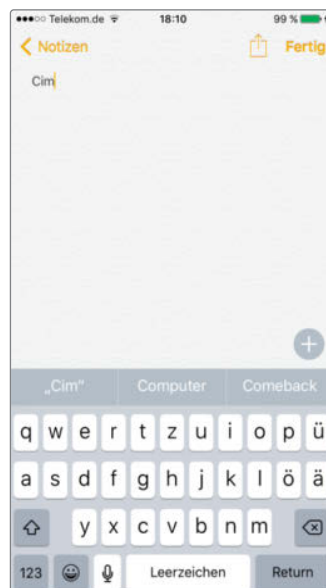 Telekom.de 18:10 99 %
Notizen Fertig
Cim
„Cim“ Computer Comeback
q w e r t z u i o p ü
a s d f g h j k l ö ä
y x c v b n m
123 Leerzeichen Return